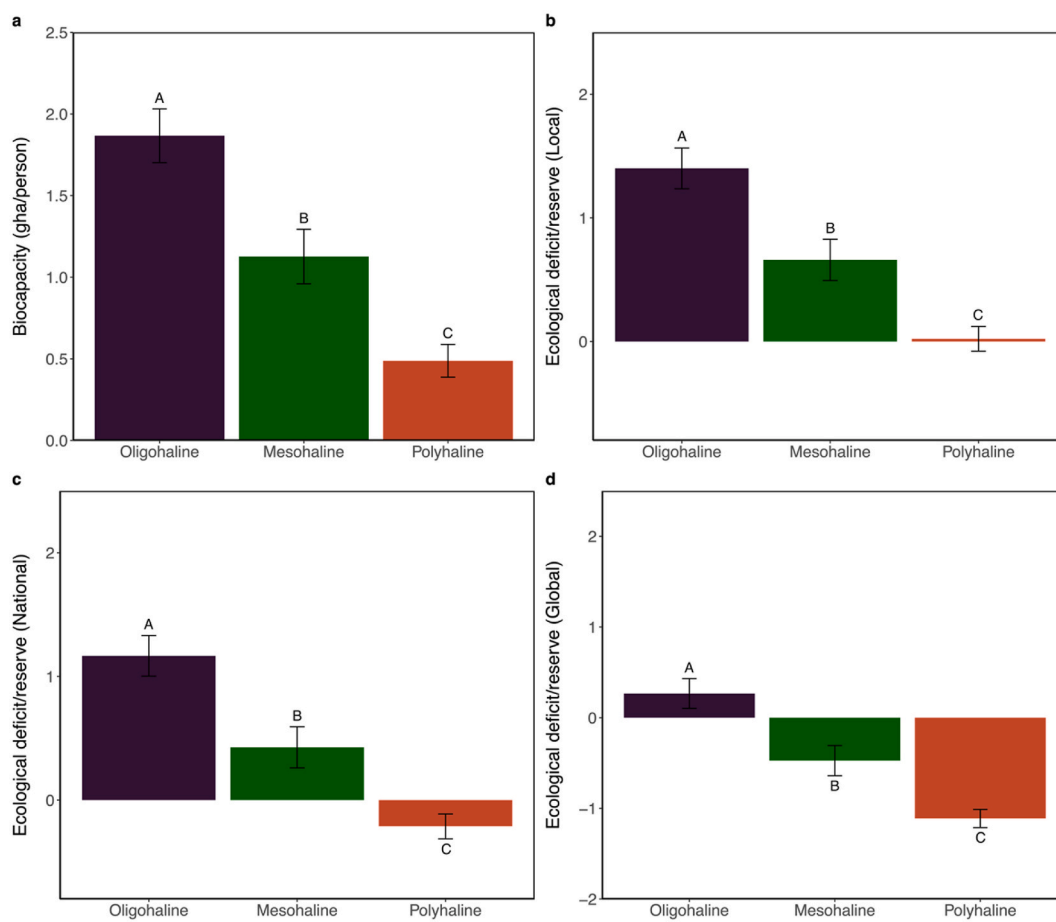 a
Biocapacity (gha/person)
2.5
2.0
1.5
1.0
0.5
0.0
A
B
C
Oligohaline Mesohaline Polyhaline
b
Ecological deficit/reserve (Local)
2
1
0
A
B
C
Oligohaline Mesohaline Polyhaline
c
Ecological deficit/reserve (National)
2
1
0
A
B
C
Oligohaline Mesohaline Polyhaline
d
Ecological deficit/reserve (Global)
2
1
0
−1
−2
A
B
C
Oligohaline Mesohaline Polyhaline